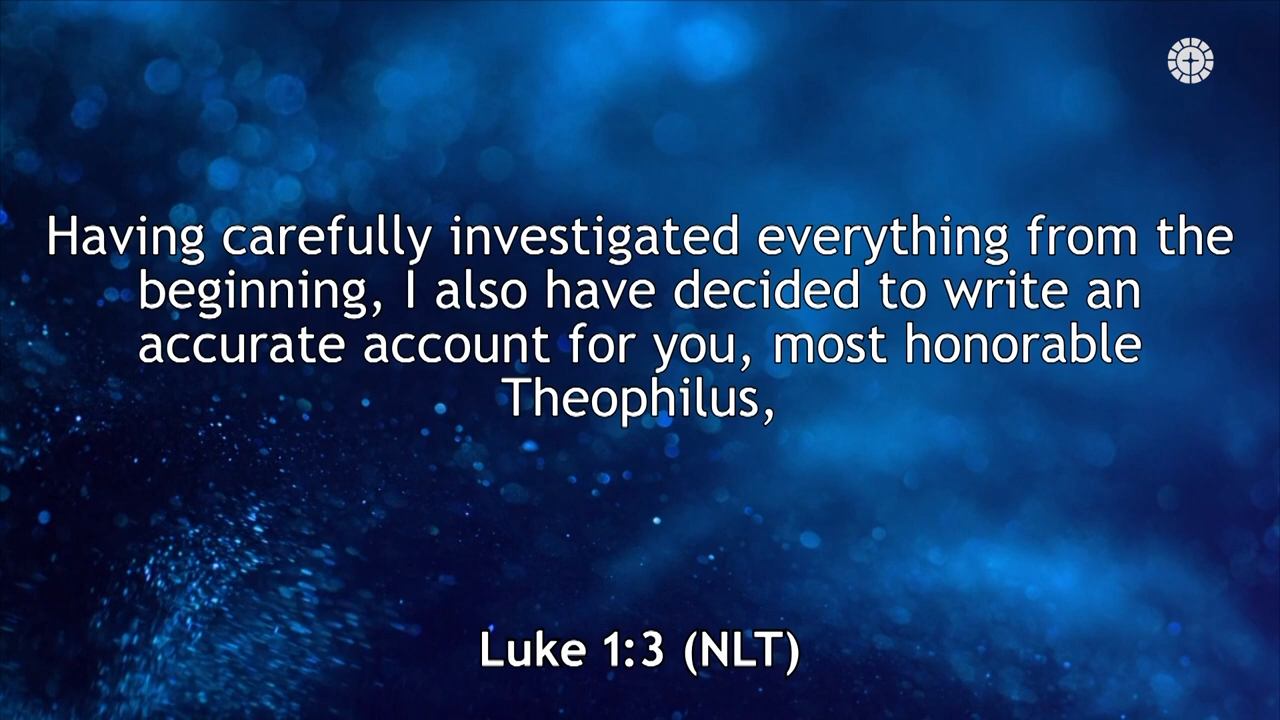 Having carefully investigated everything from the
beginning, I also have decided to write an
accurate account for you, most honorable
Theophilus,
Luke 1:3 (NLT)